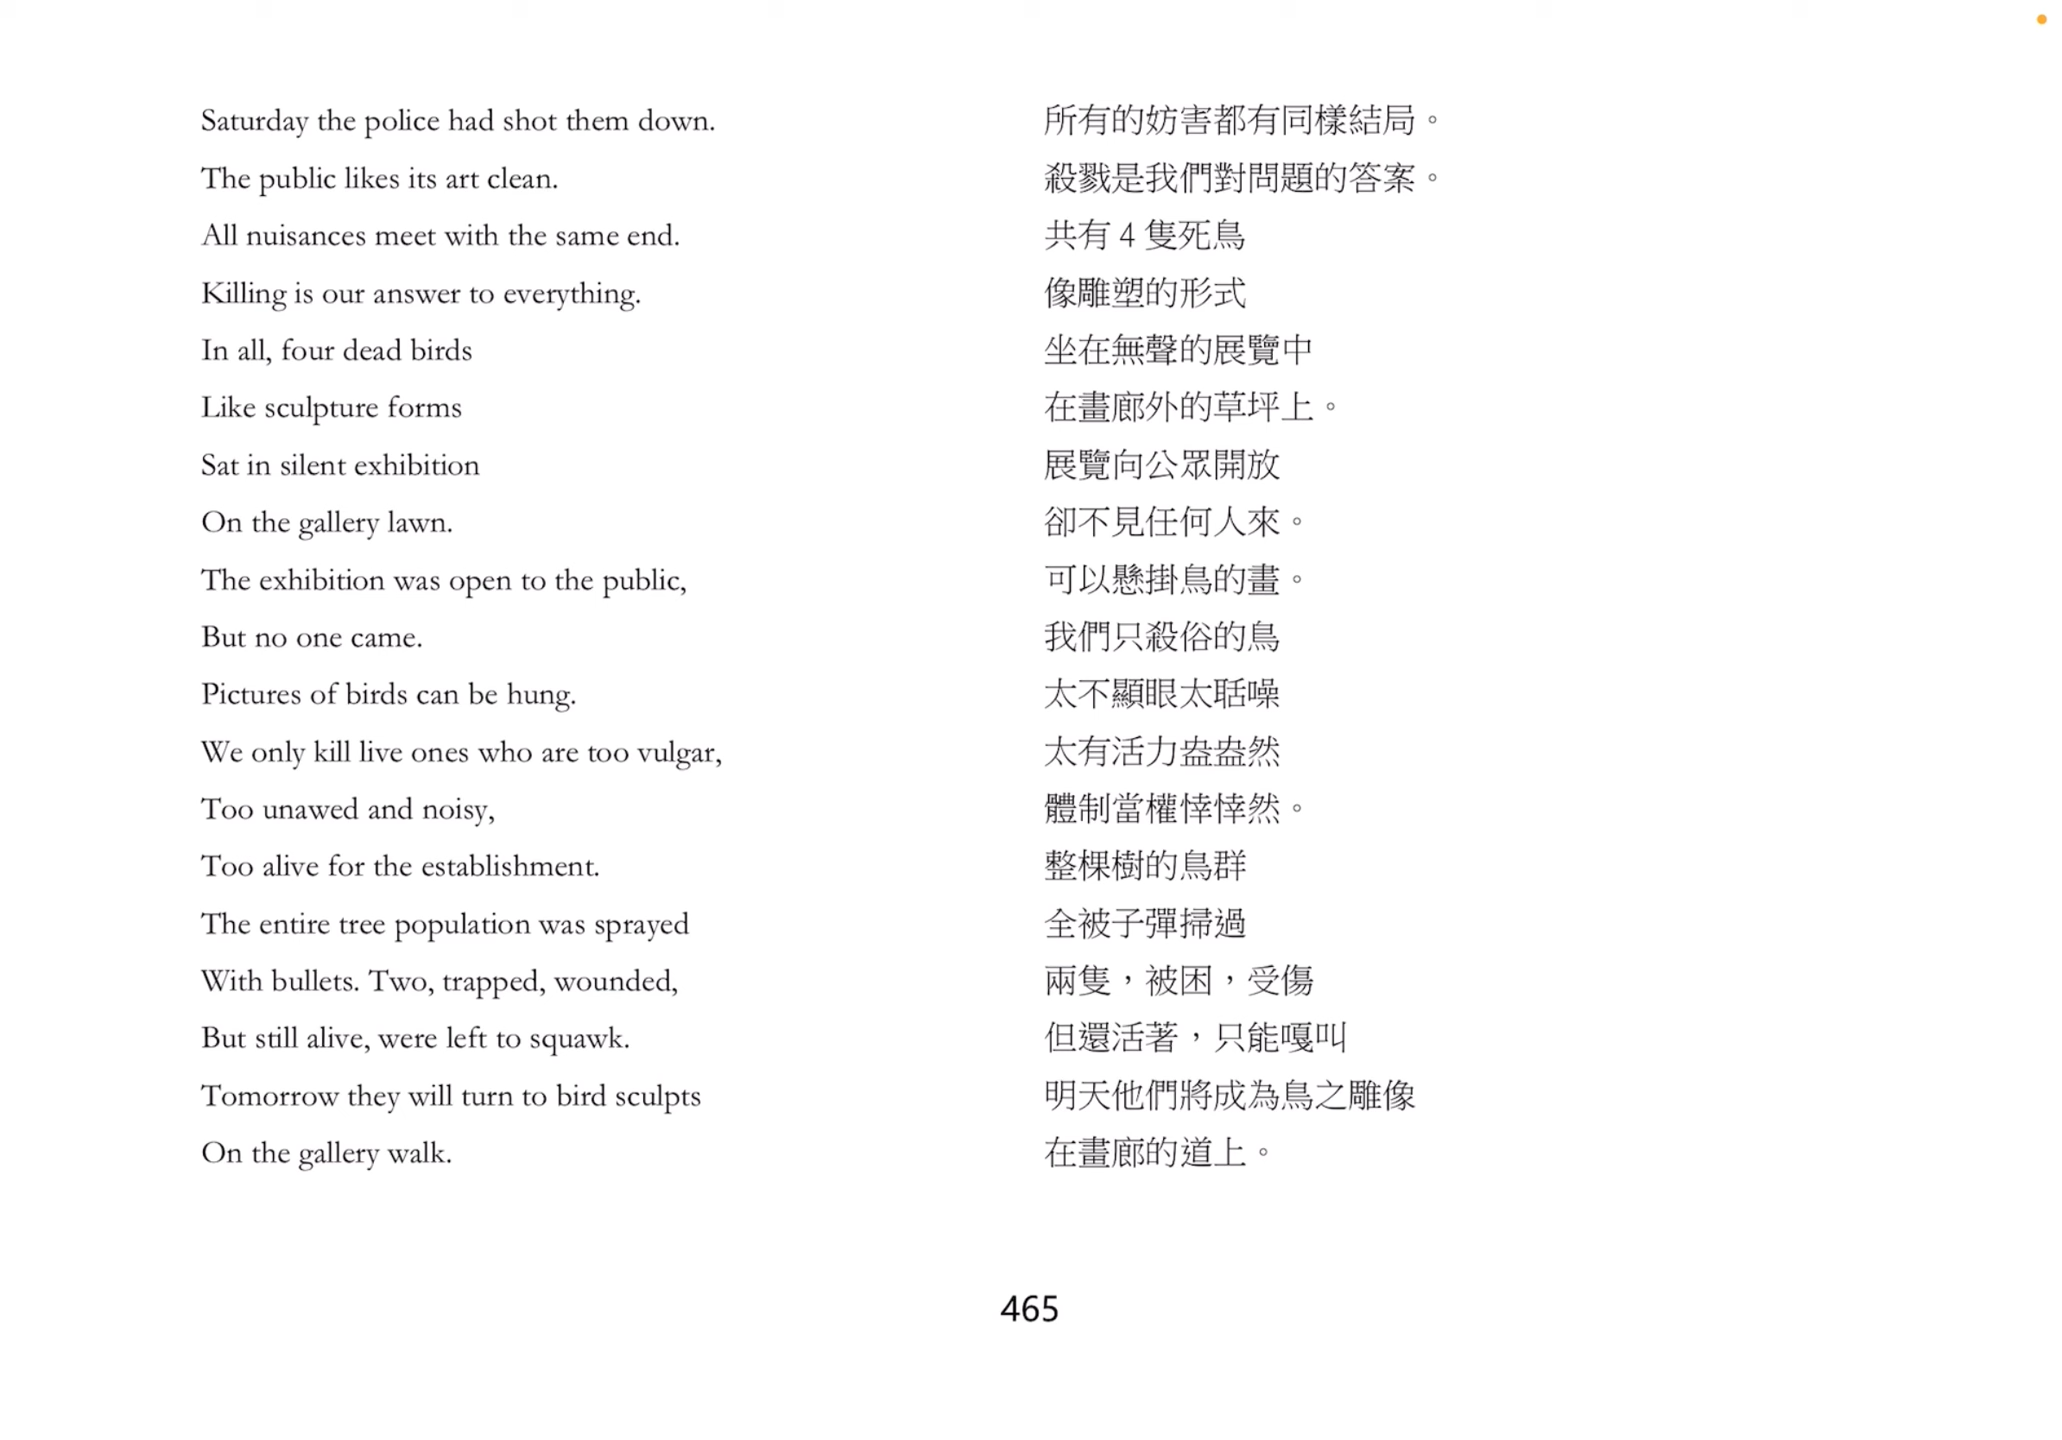 Saturday the police had shot them down.
The public likes its art clean.
All nuisances meet with the same end.
Killing is our answer to everything.
In all, four dead birds
Like sculpture forms
Sat in silent exhibition
On the gallery lawn.
The exhibition was open to the public,
But no one came.
Pictures of birds can be hung.
We only kill live ones who are too vulgar,
Too unawed and noisy,
Too alive for the establishment.
The entire tree population was sprayed
With bullets. Two, trapped, wounded,
But still alive, were left to squawk.
Tomorrow they will turn to bird sculpts
On the gallery walk.
所有的妨害都有同樣結局。
殺戮是我們對問題的答案。
共有 4 隻死鳥
像雕塑的形式
坐在無聲的展覽中
在畫廊外的草坪上。
展覽向公眾開放
卻不見任何人來。
可以懸掛鳥的畫。
我們只殺俗的鳥
太不顯眼太聒噪
太有活力盎盎然
體制當權悻悻然。
整棵樹的鳥群
全被子彈掃過
兩隻，被困，受傷
但還活著，只能嘎叫
明天他們將成為鳥之雕像
在畫廊的道上。
465